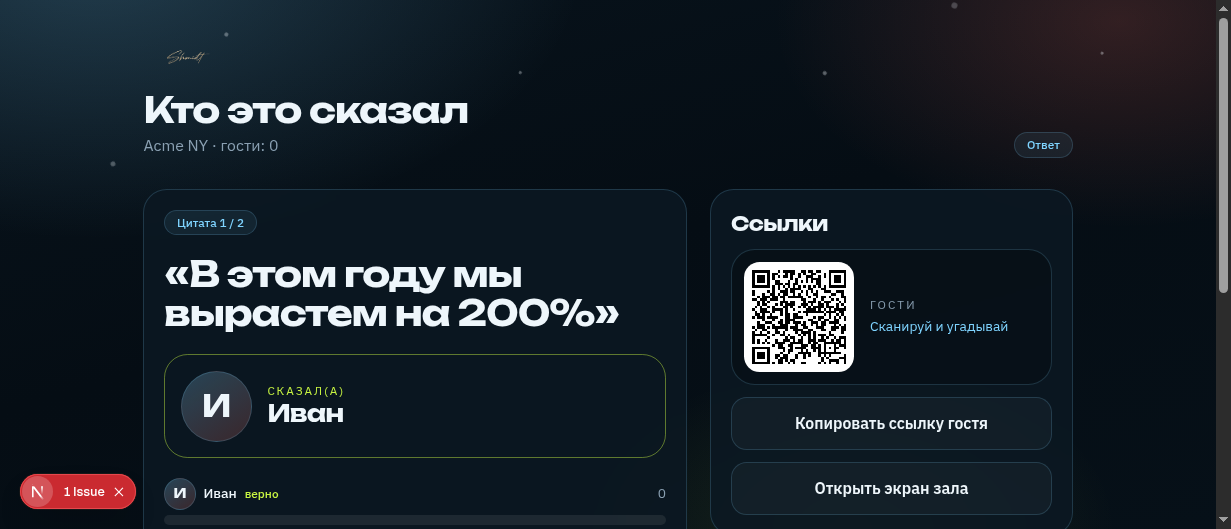 Shmidt
Кто это сказал
Acme NY · гости: 0
Ответ
Цитата 1 / 2
«В этом году мы
вырастем на 200%»
И
СКАЗАЛ(А)
Иван
И
Иван верно
0
Ссылки
ГОСТИ
Сканируй и угадывай
Копировать ссылку гостя
Открыть экран зала
N
1 Issue